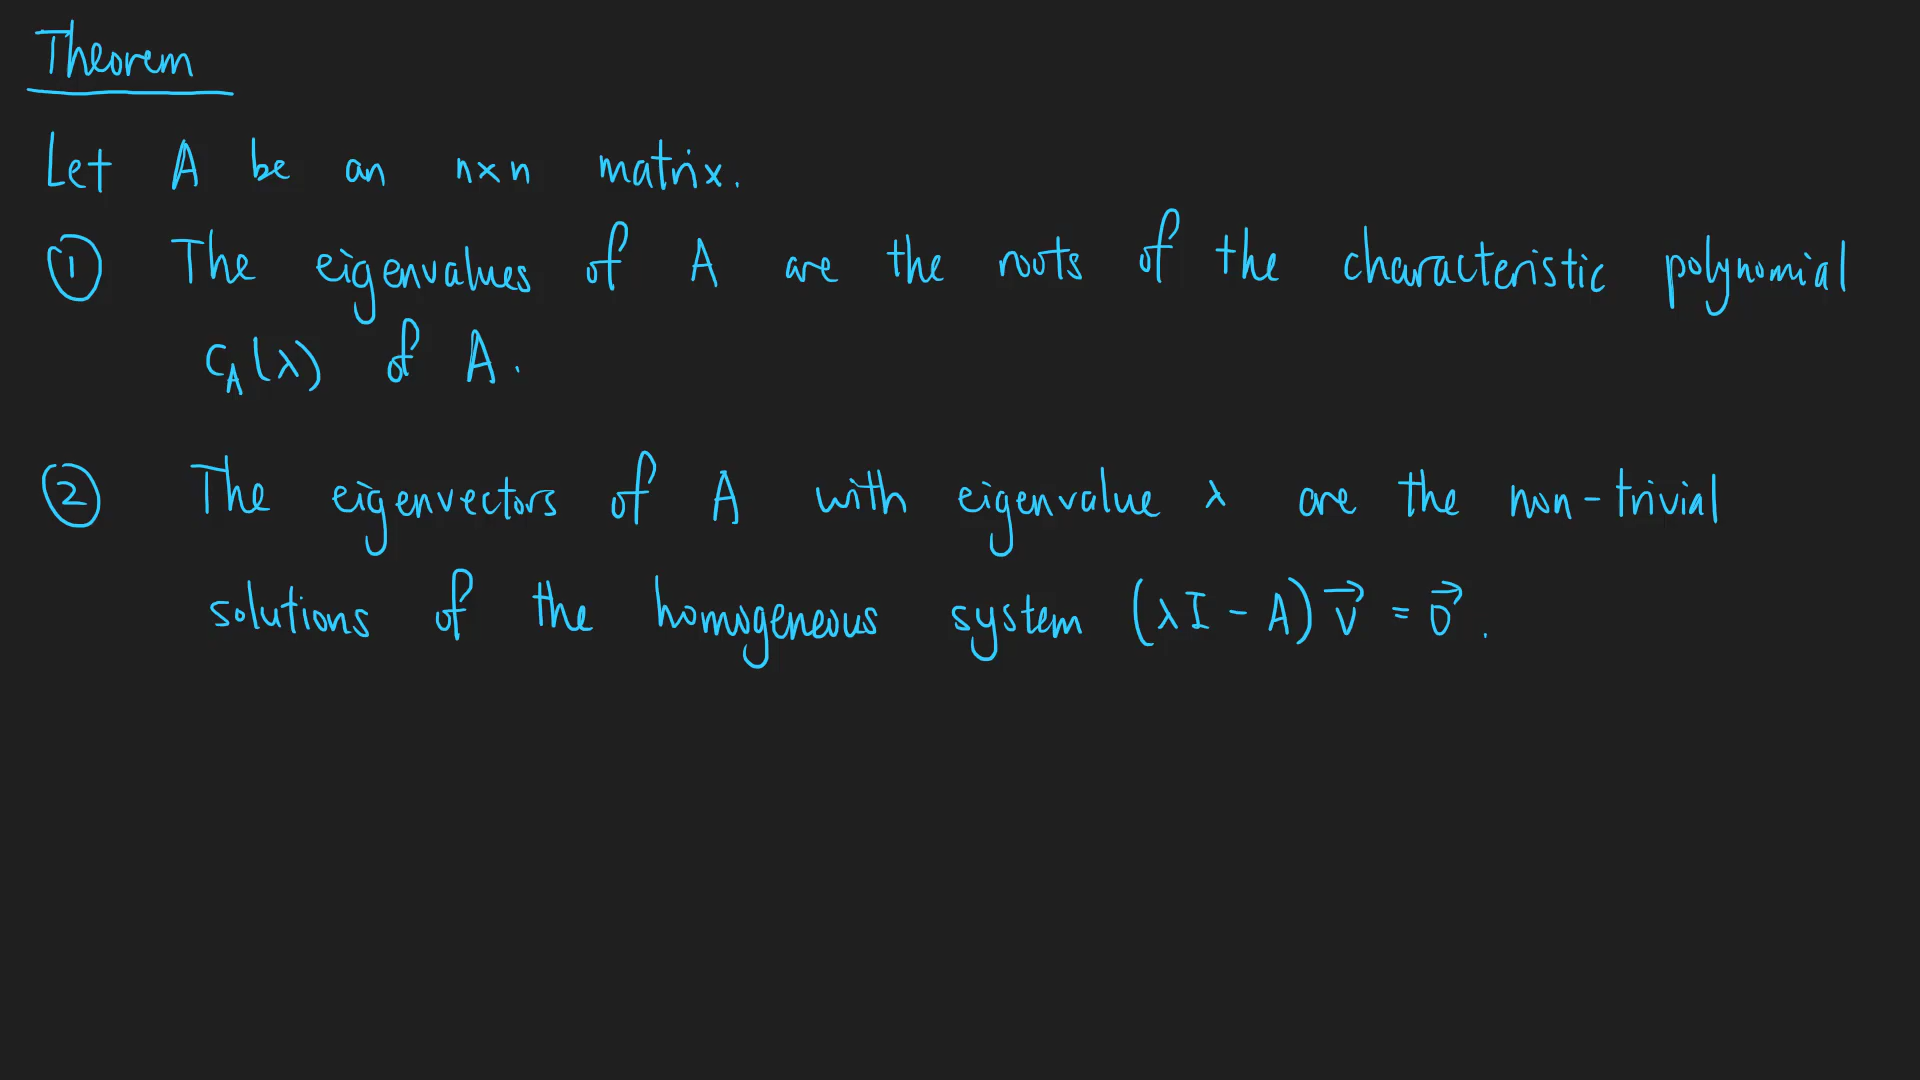 Theorem
Let A be an n×n matrix.
① The eigenvalues of A are the roots of the characteristic polynomial
C_A(λ) of A.
② The eigenvectors of A with eigenvalue λ are the non-trivial
solutions of the homogeneous system (λI - A)v⃗ = 0⃗.